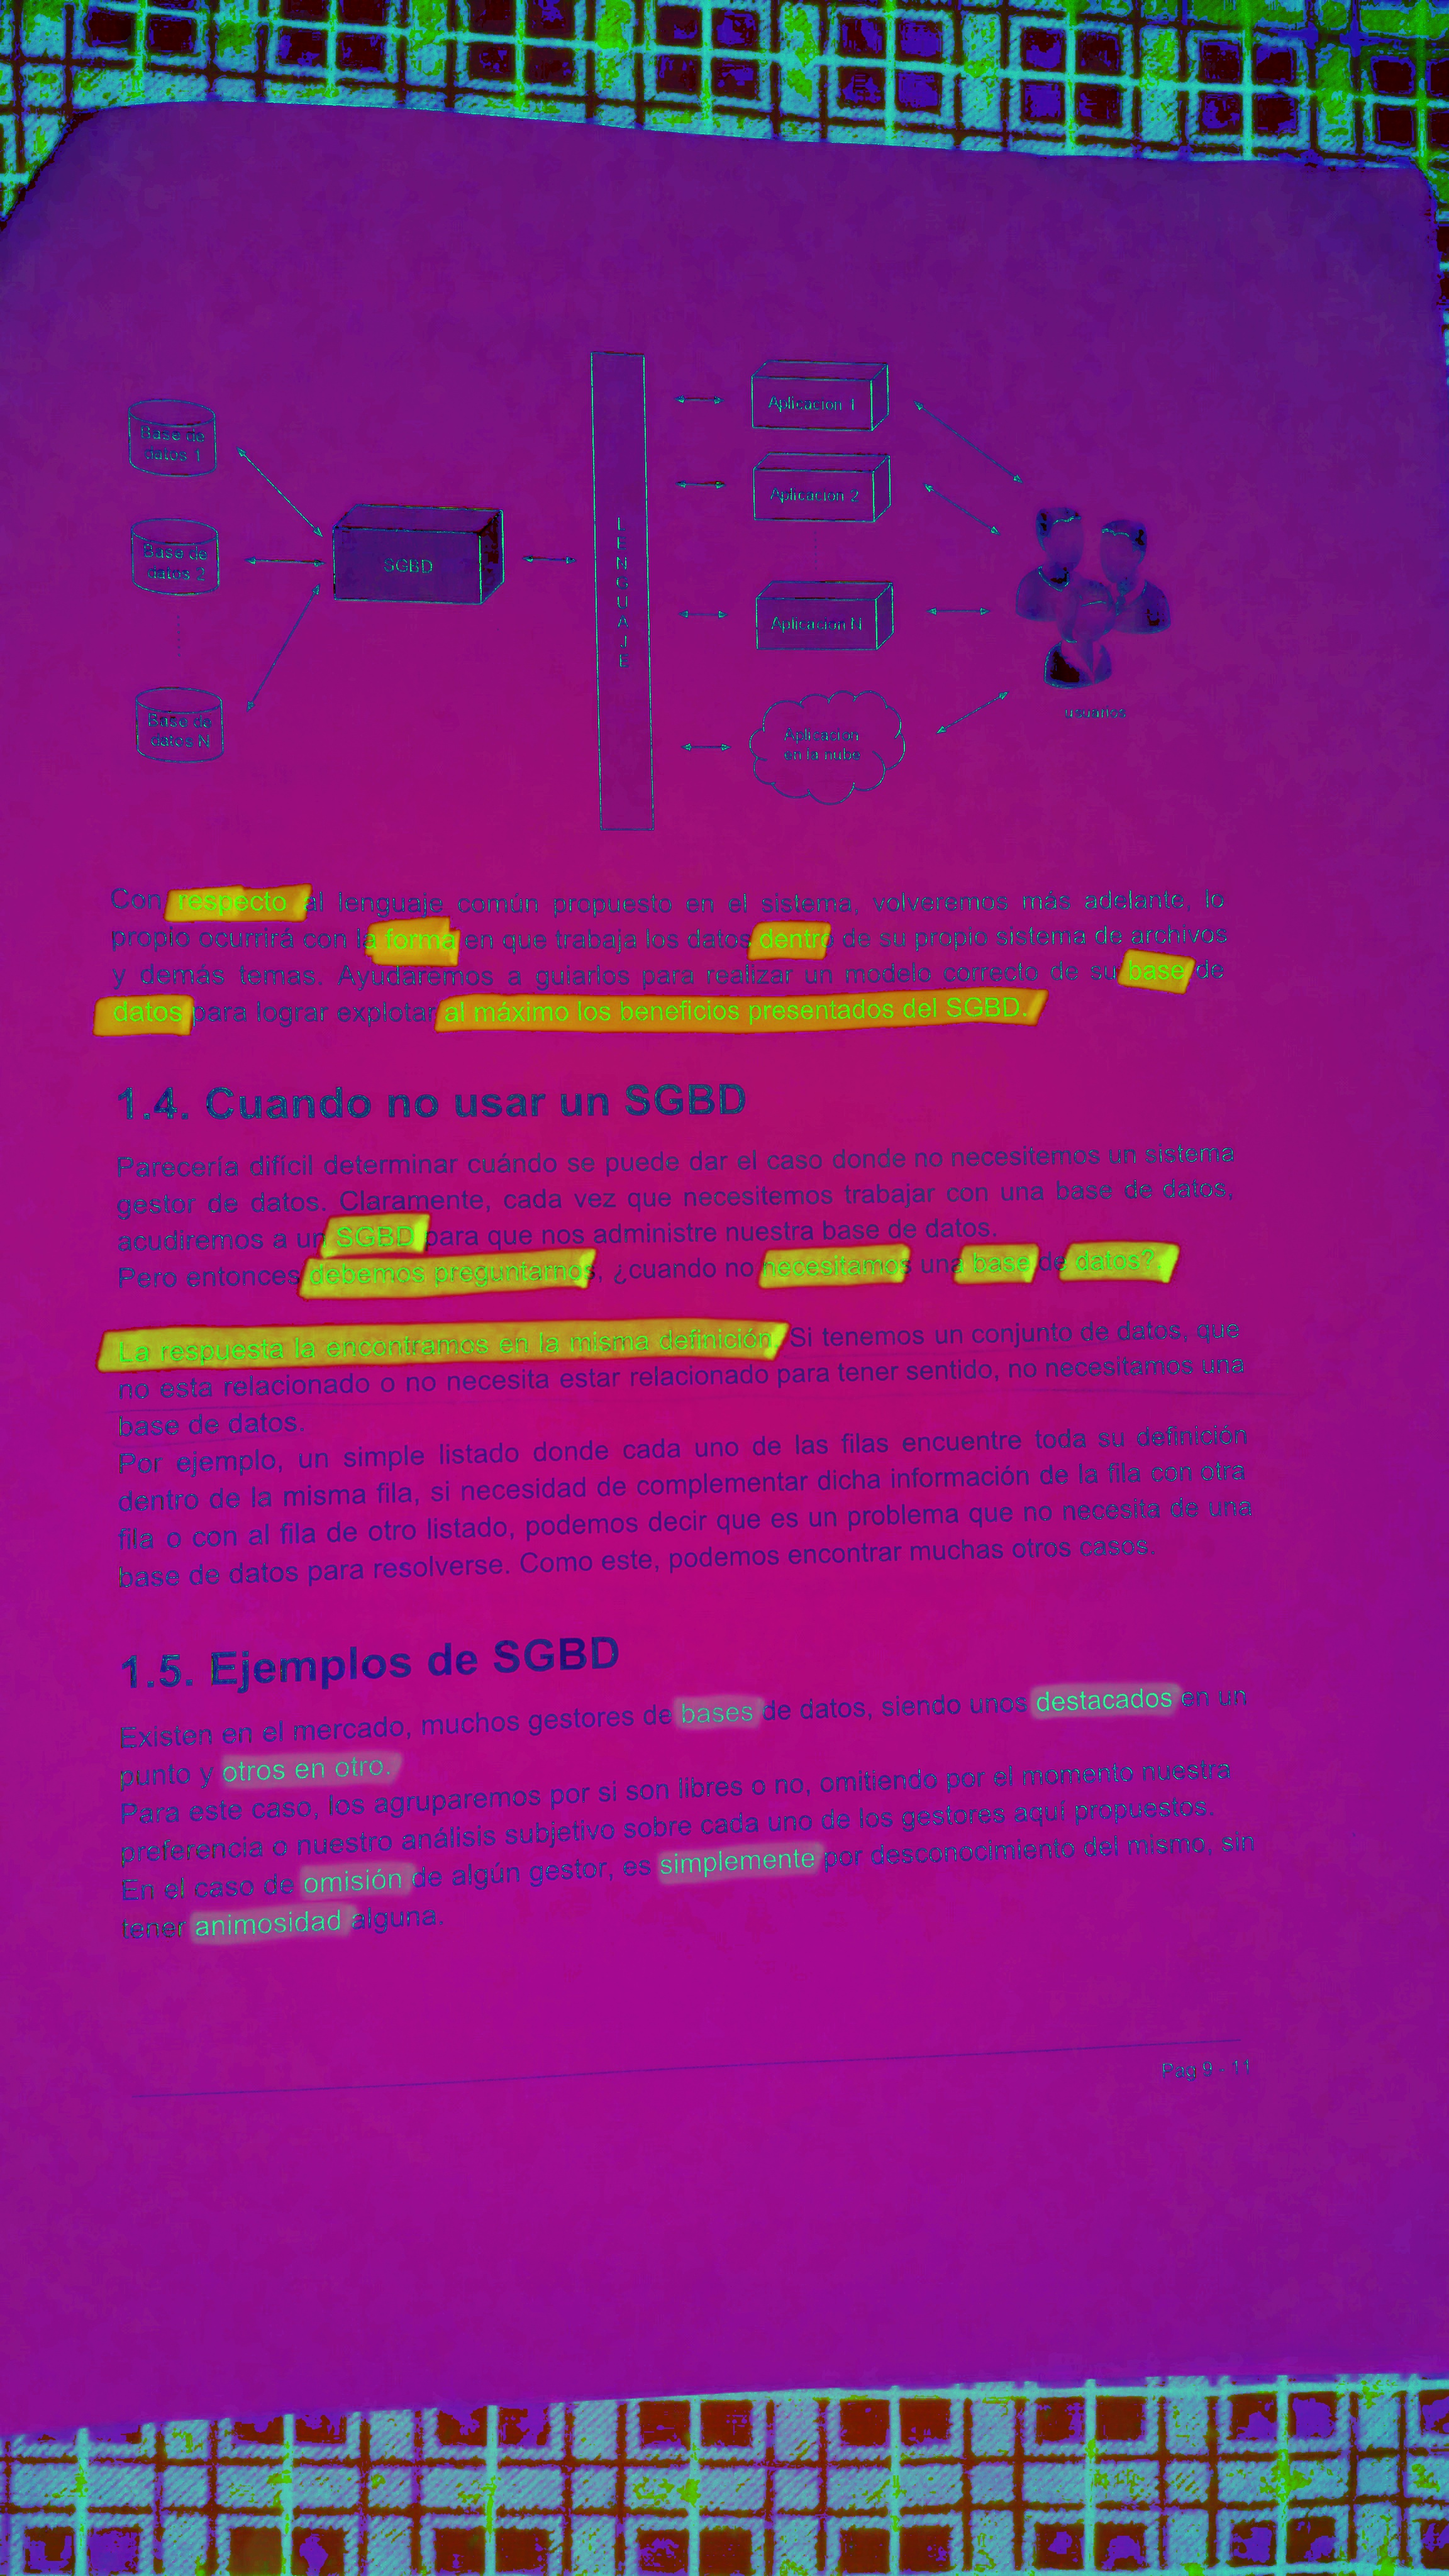 Base de
datos 1
Base de
datos 2
Base de
datos N
SGBD
LENGUAJE
Aplicacion 1
Aplicacion 2
Aplicacion N
Aplicacion
en la nube
usuarios
Con respecto al lenguaje común propuesto en el sistema, volveremos más adelante, lo
propio ocurrirá con la forma en que trabaja los datos dentro de su propio sistema de archivos
y demás temas. Ayudaremos a guiarlos para realizar un modelo correcto de su base de
datos para lograr explotar al máximo los beneficios presentados del SGBD.
1.4. Cuando no usar un SGBD
Parecería difícil determinar cuándo se puede dar el caso donde no necesitemos un sistema
gestor de datos. Claramente, cada vez que necesitemos trabajar con una base de datos,
acudiremos a un SGBD para que nos administre nuestra base de datos.
Pero entonces debemos preguntarnos, ¿cuando no necesitamos una base de datos?.
La respuesta la encontramos en la misma definición. Si tenemos un conjunto de datos, que
no esta relacionado o no necesita estar relacionado para tener sentido, no necesitamos una
base de datos.
Por ejemplo, un simple listado donde cada uno de las filas encuentre toda su definición
dentro de la misma fila, si necesidad de complementar dicha información de la fila con otra
fila o con al fila de otro listado, podemos decir que es un problema que no necesita de una
base de datos para resolverse. Como este, podemos encontrar muchas otros casos.
1.5. Ejemplos de SGBD
Existen en el mercado, muchos gestores de bases de datos, siendo unos destacados en un
punto y otros en otro.
Para este caso, los agruparemos por si son libres o no, omitiendo por el momento nuestra
preferencia o nuestro análisis subjetivo sobre cada uno de los gestores aquí propuestos.
En el caso de omisión de algún gestor, es simplemente por desconocimiento del mismo, sin
tener animosidad alguna.
Pag 9 - 11